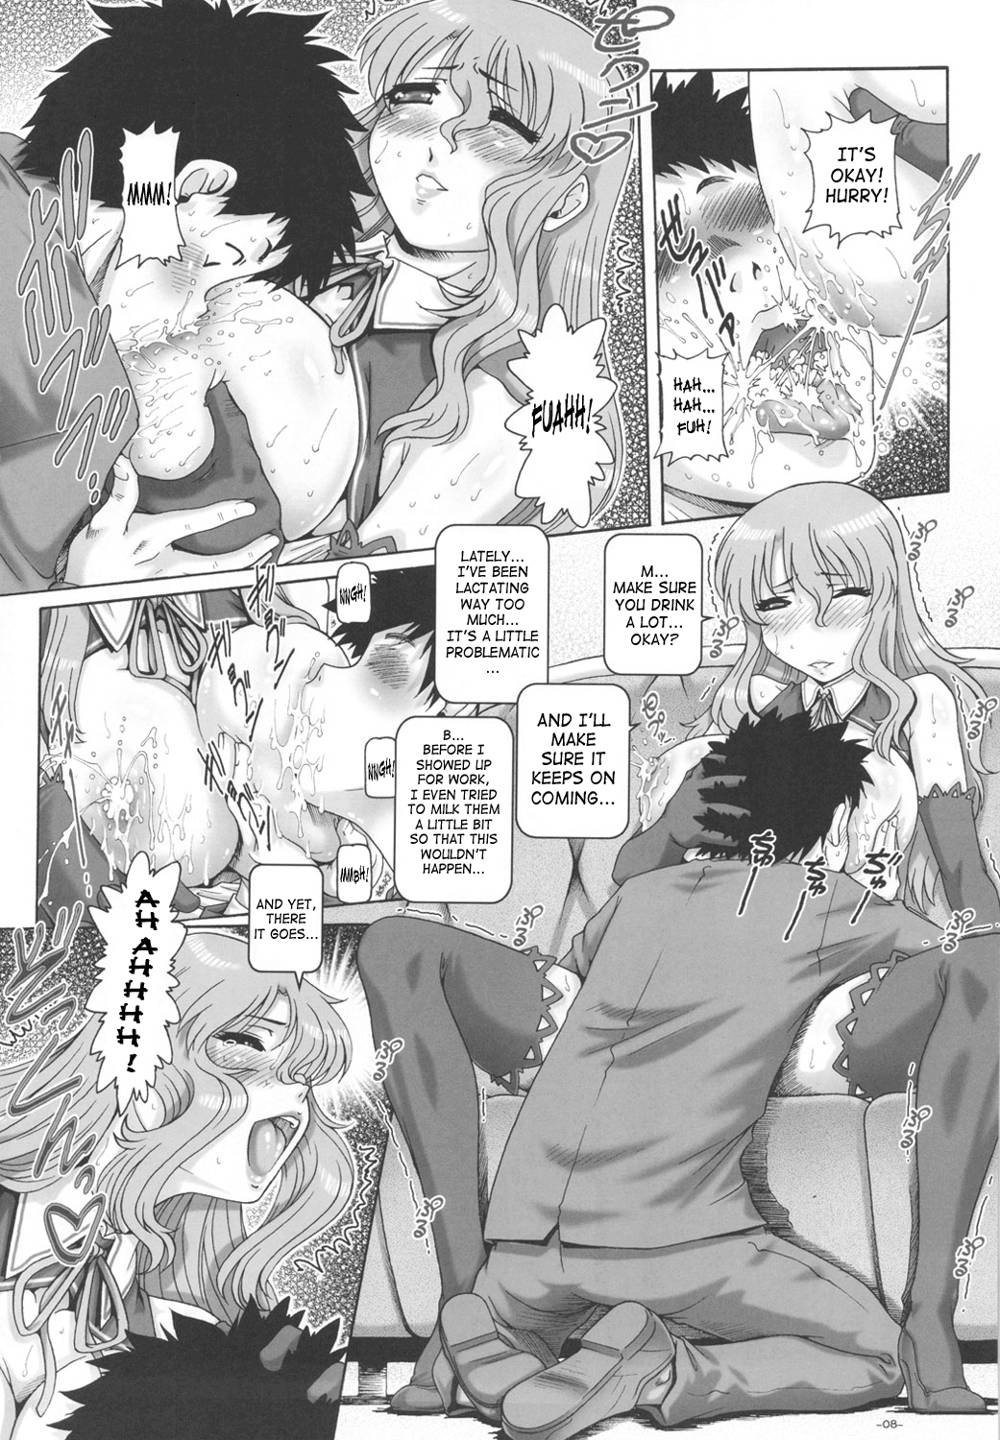 IT'S
OKAY!
HURRY!
HAH...
HAH...
FUH!
MMM!
FUAHH!
M...
MAKE SURE
YOU DRINK
A LOT...
OKAY?
AND I'LL
MAKE
SURE IT
KEEPS ON
COMING...
LATELY...
I'VE BEEN
LACTATING
WAY TOO
MUCH...
IT'S A LITTLE
PROBLEMATIC
...
NNGH!
B...
BEFORE I
SHOWED UP
FOR WORK,
I EVEN TRIED
TO MILK THEM
A LITTLE BIT
SO THAT THIS
WOULDN'T
HAPPEN...
NNGH!
MMBH!
AND YET,
THERE
IT GOES...
AHAHHHH!
-08-